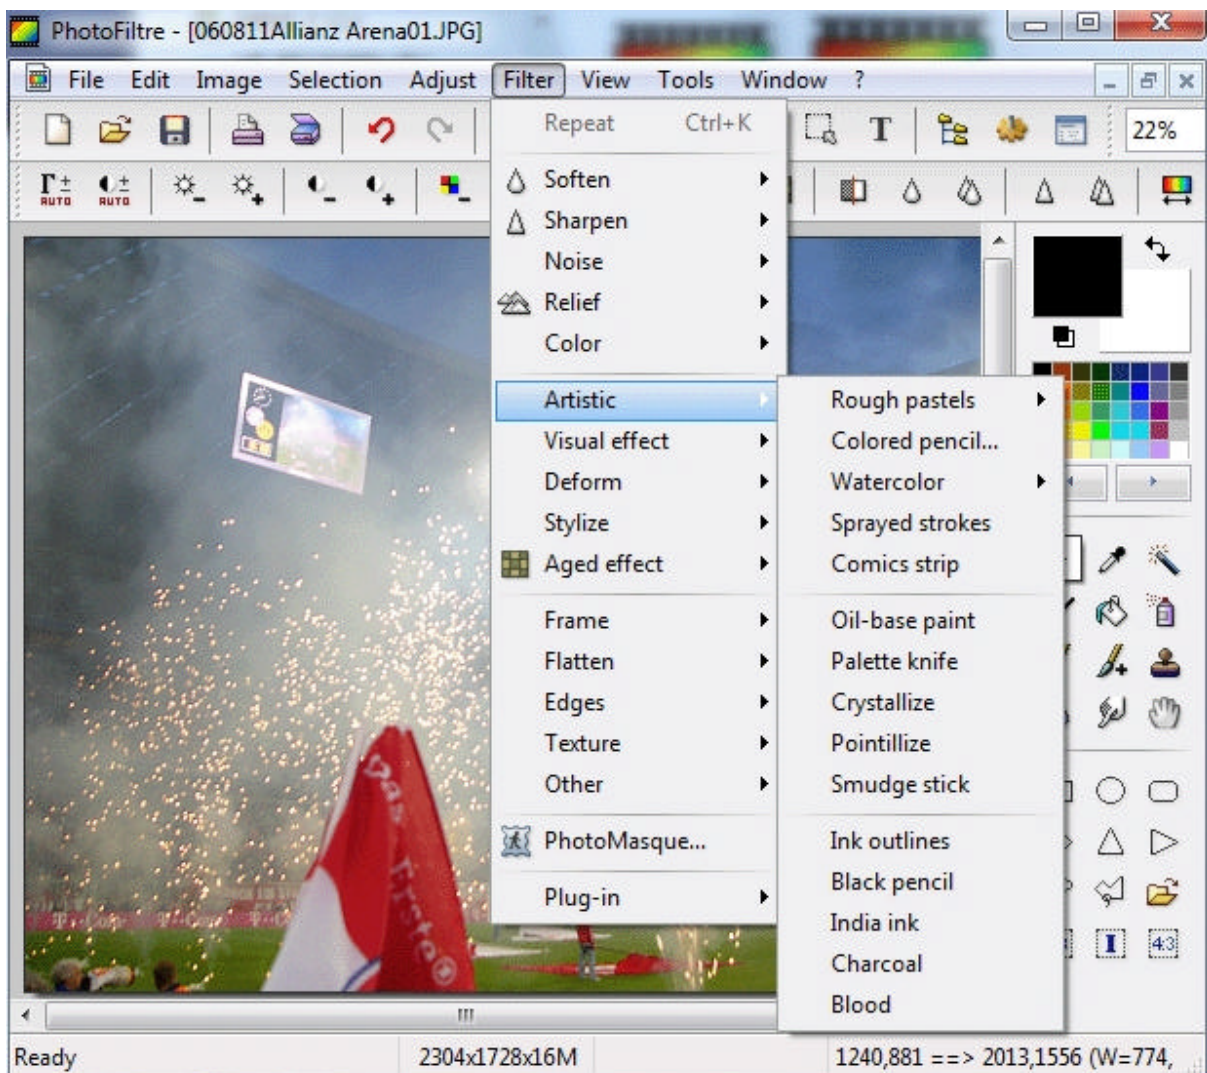 PhotoFiltre - [060811Allianz Arena01.JPG]
File Edit Image Selection Adjust Filter View Tools Window ?
T 22%
Γ± AUTO AUTO
Repeat Ctrl+K
Soften
Sharpen
Noise
Relief
Color
Artistic
Visual effect
Deform
Stylize
Aged effect
Frame
Flatten
Edges
Texture
Other
PhotoMasque...
Plug-in
Rough pastels
Colored pencil...
Watercolor
Sprayed strokes
Comics strip
Oil-base paint
Palette knife
Crystallize
Pointillize
Smudge stick
Ink outlines
Black pencil
India ink
Charcoal
Blood
Das Erste
I 4:3
Ready 2304x1728x16M 1240,881 ==> 2013,1556 (W=774,